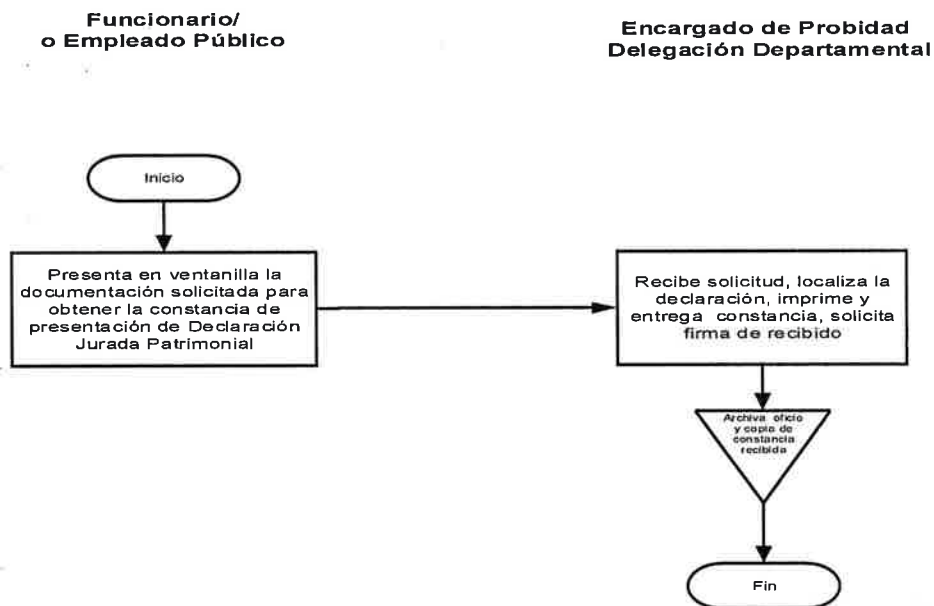 Funcionario/
o Empleado Público
Encargado de Probidad
Delegación Departamental
Inicio
Presenta en ventanilla la
documentación solicitada para
obtener la constancia de
presentación de Declaración
Jurada Patrimonial
Recibe solicitud, localiza la
declaración, imprime y
entrega constancia, solicita
firma de recibido
Archiva oficio
y copia de
constancia
recibida
Fin